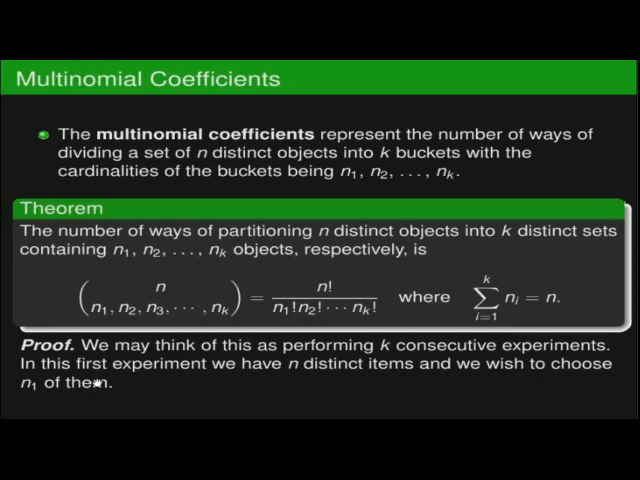 Multinomial Coefficients
The multinomial coefficients represent the number of ways of
dividing a set of n distinct objects into k buckets with the
cardinalities of the buckets being n₁, n₂, . . . , nₖ.
Theorem
The number of ways of partitioning n distinct objects into k distinct sets
containing n₁, n₂, . . . , nₖ objects, respectively, is
(n / n₁, n₂, n₃, · · · , nₖ) = n! / n₁!n₂! · · · nₖ! where ∑ᵢ₌₁ᵏ nᵢ = n.
Proof. We may think of this as performing k consecutive experiments.
In this first experiment we have n distinct items and we wish to choose
n₁ of them.